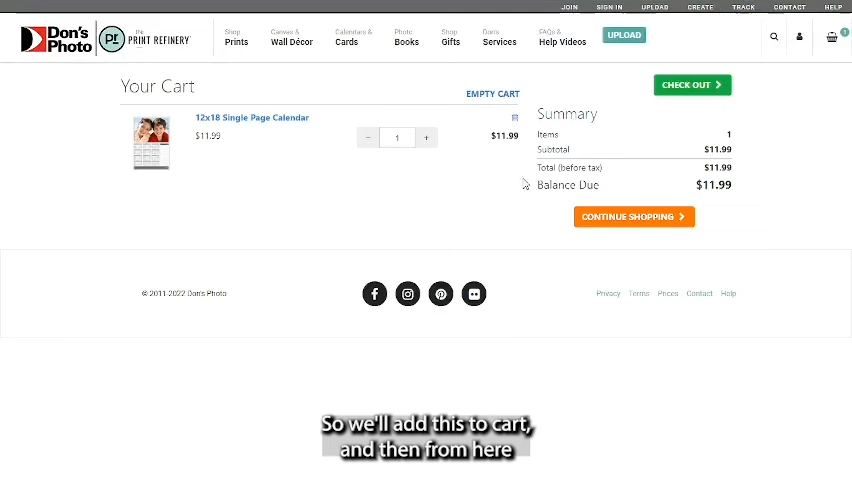 JOIN SIGN IN UPLOAD CREATE TRACK CONTACT HELP
Don's Photo
pr
the PRINT REFINERY
Shop Prints
Canvas & Wall Décor
Calendars & Cards
Photo Books
Shop Gifts
Don's Services
FAQs & Help Videos
UPLOAD
1
Your Cart
EMPTY CART
12x18 Single Page Calendar
$11.99
− 1 +
$11.99
CHECK OUT
Summary
Items 1
Subtotal $11.99
Total (before tax) $11.99
Balance Due $11.99
CONTINUE SHOPPING
© 2011-2022 Don's Photo
Privacy Terms Prices Contact Help
So we'll add this to cart,
and then from here